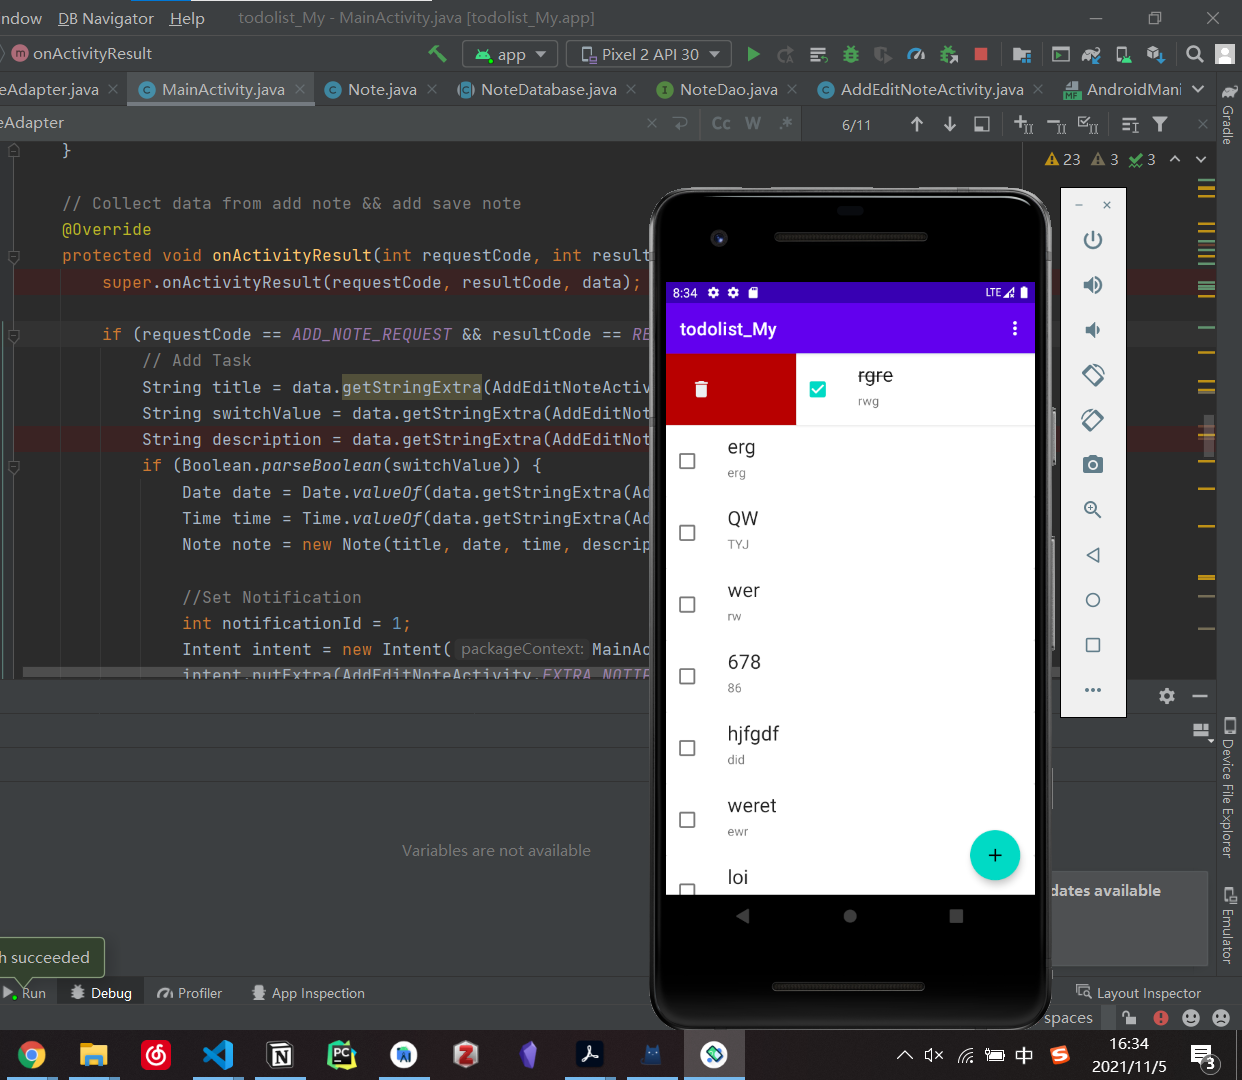 ndow DB Navigator Help todolist_My - MainActivity.java [todolist_My.app]
onActivityResult app Pixel 2 API 30
eAdapter.java MainActivity.java Note.java NoteDatabase.java NoteDao.java AddEditNoteActivity.java AndroidMani
eAdapter Cc W .* 6/11
} 23 3 3
// Collect data from add note && add save note
@Override
protected void onActivityResult(int requestCode, int result
super.onActivityResult(requestCode, resultCode, data);
if (requestCode == ADD_NOTE_REQUEST && resultCode == RE
// Add Task
String title = data.getStringExtra(AddEditNoteActiv
String switchValue = data.getStringExtra(AddEditNot
String description = data.getStringExtra(AddEditNot
if (Boolean.parseBoolean(switchValue)) {
Date date = Date.valueOf(data.getStringExtra(Ad
Time time = Time.valueOf(data.getStringExtra(Ad
Note note = new Note(title, date, time, descrip
//Set Notification
int notificationId = 1;
Intent intent = new Intent( packageContext: MainAc
intent.putExtra(AddEditNoteActivity.EXTRA_NOTIF
8:34 LTE
todolist_My
rgre
rwg
erg
erg
QW
TYJ
wer
rw
678
86
hjfgdf
did
weret
ewr
loi
+
Gradle
Device File Explorer
Emulator
Variables are not available
dates available
h succeeded
Run Debug Profiler App Inspection Layout Inspector
spaces
中
16:34
2021/11/5
3